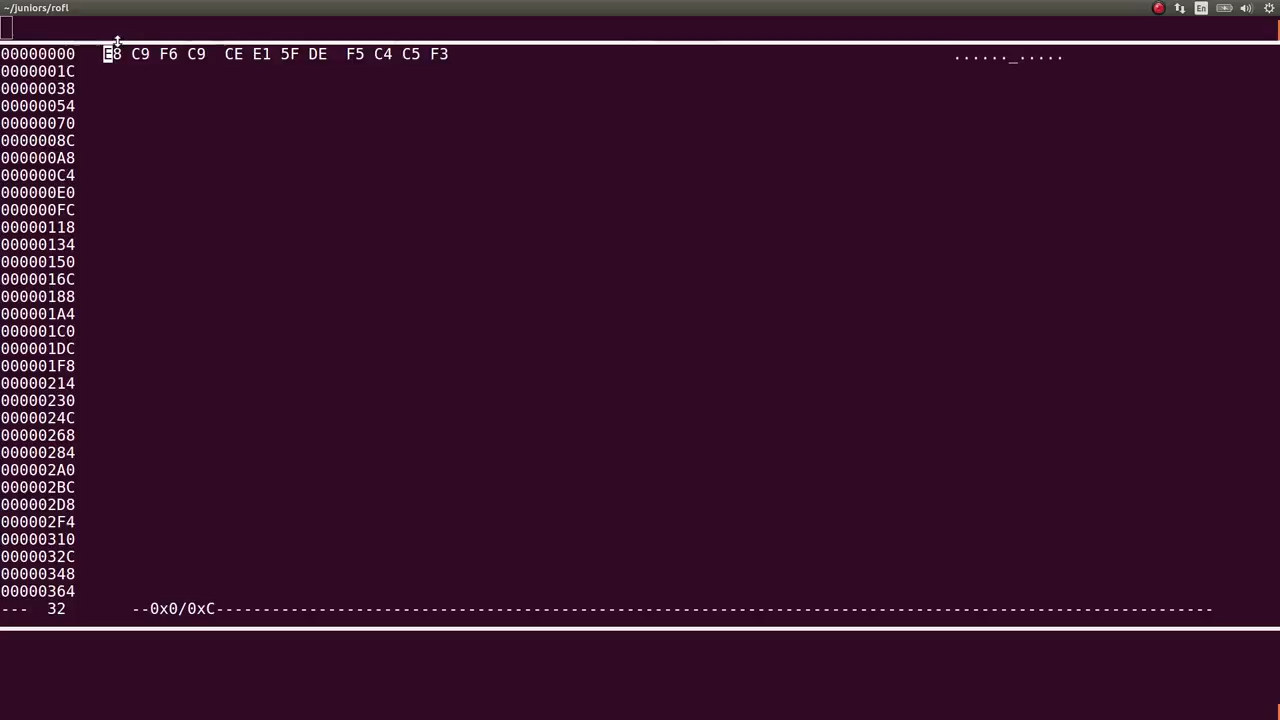 ~/juniors/rofl
En
00000000 E8 C9 F6 C9 CE E1 5F DE F5 C4 C5 F3 ......_.....
0000001C
00000038
00000054
00000070
0000008C
000000A8
000000C4
000000E0
000000FC
00000118
00000134
00000150
0000016C
00000188
000001A4
000001C0
000001DC
000001F8
00000214
00000230
0000024C
00000268
00000284
000002A0
000002BC
000002D8
000002F4
00000310
0000032C
00000348
00000364
--- 32 --0x0/0xC----------------------------------------------------------------------------------------------------------